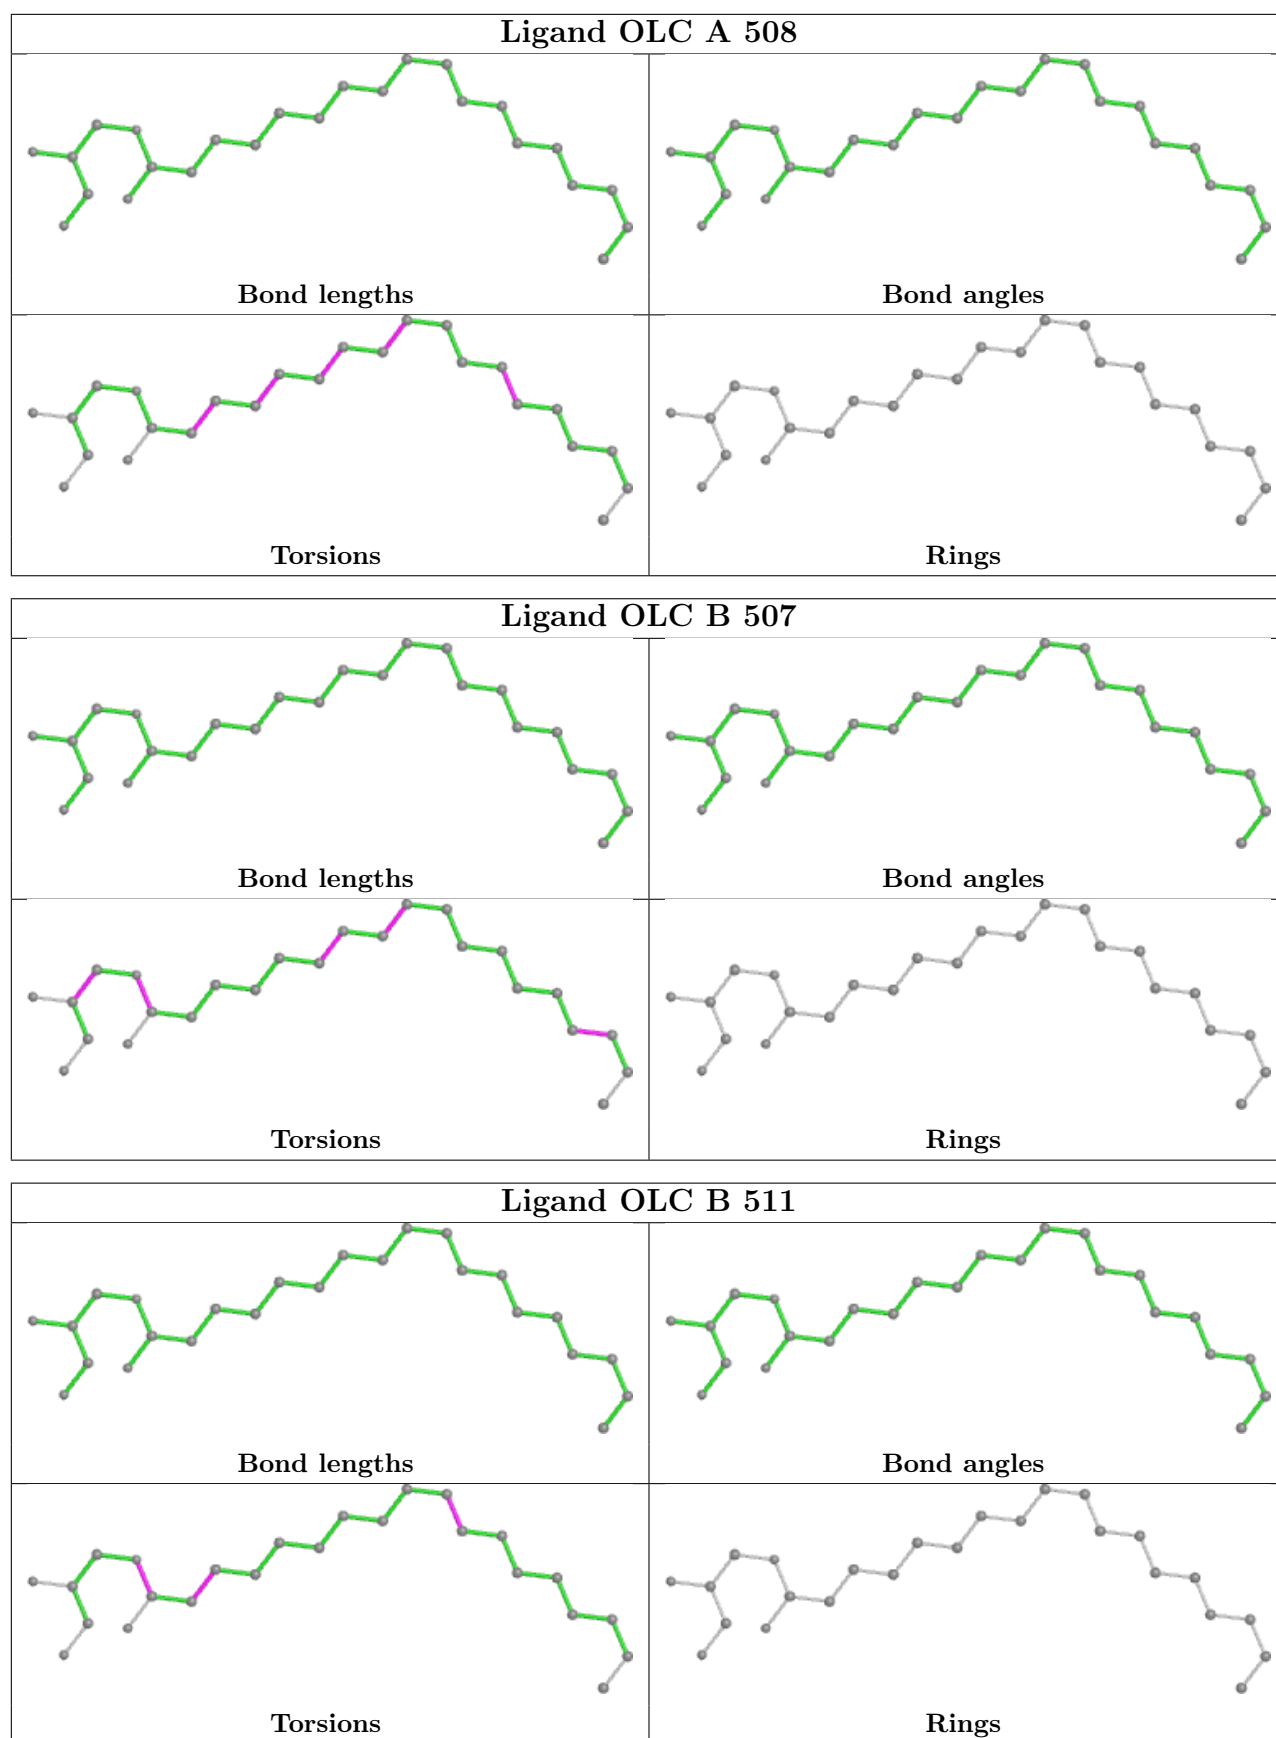 Ligand OLC A 508
Bond lengths
Bond angles
Torsions
Rings
Ligand OLC B 507
Bond lengths
Bond angles
Torsions
Rings
Ligand OLC B 511
Bond lengths
Bond angles
Torsions
Rings